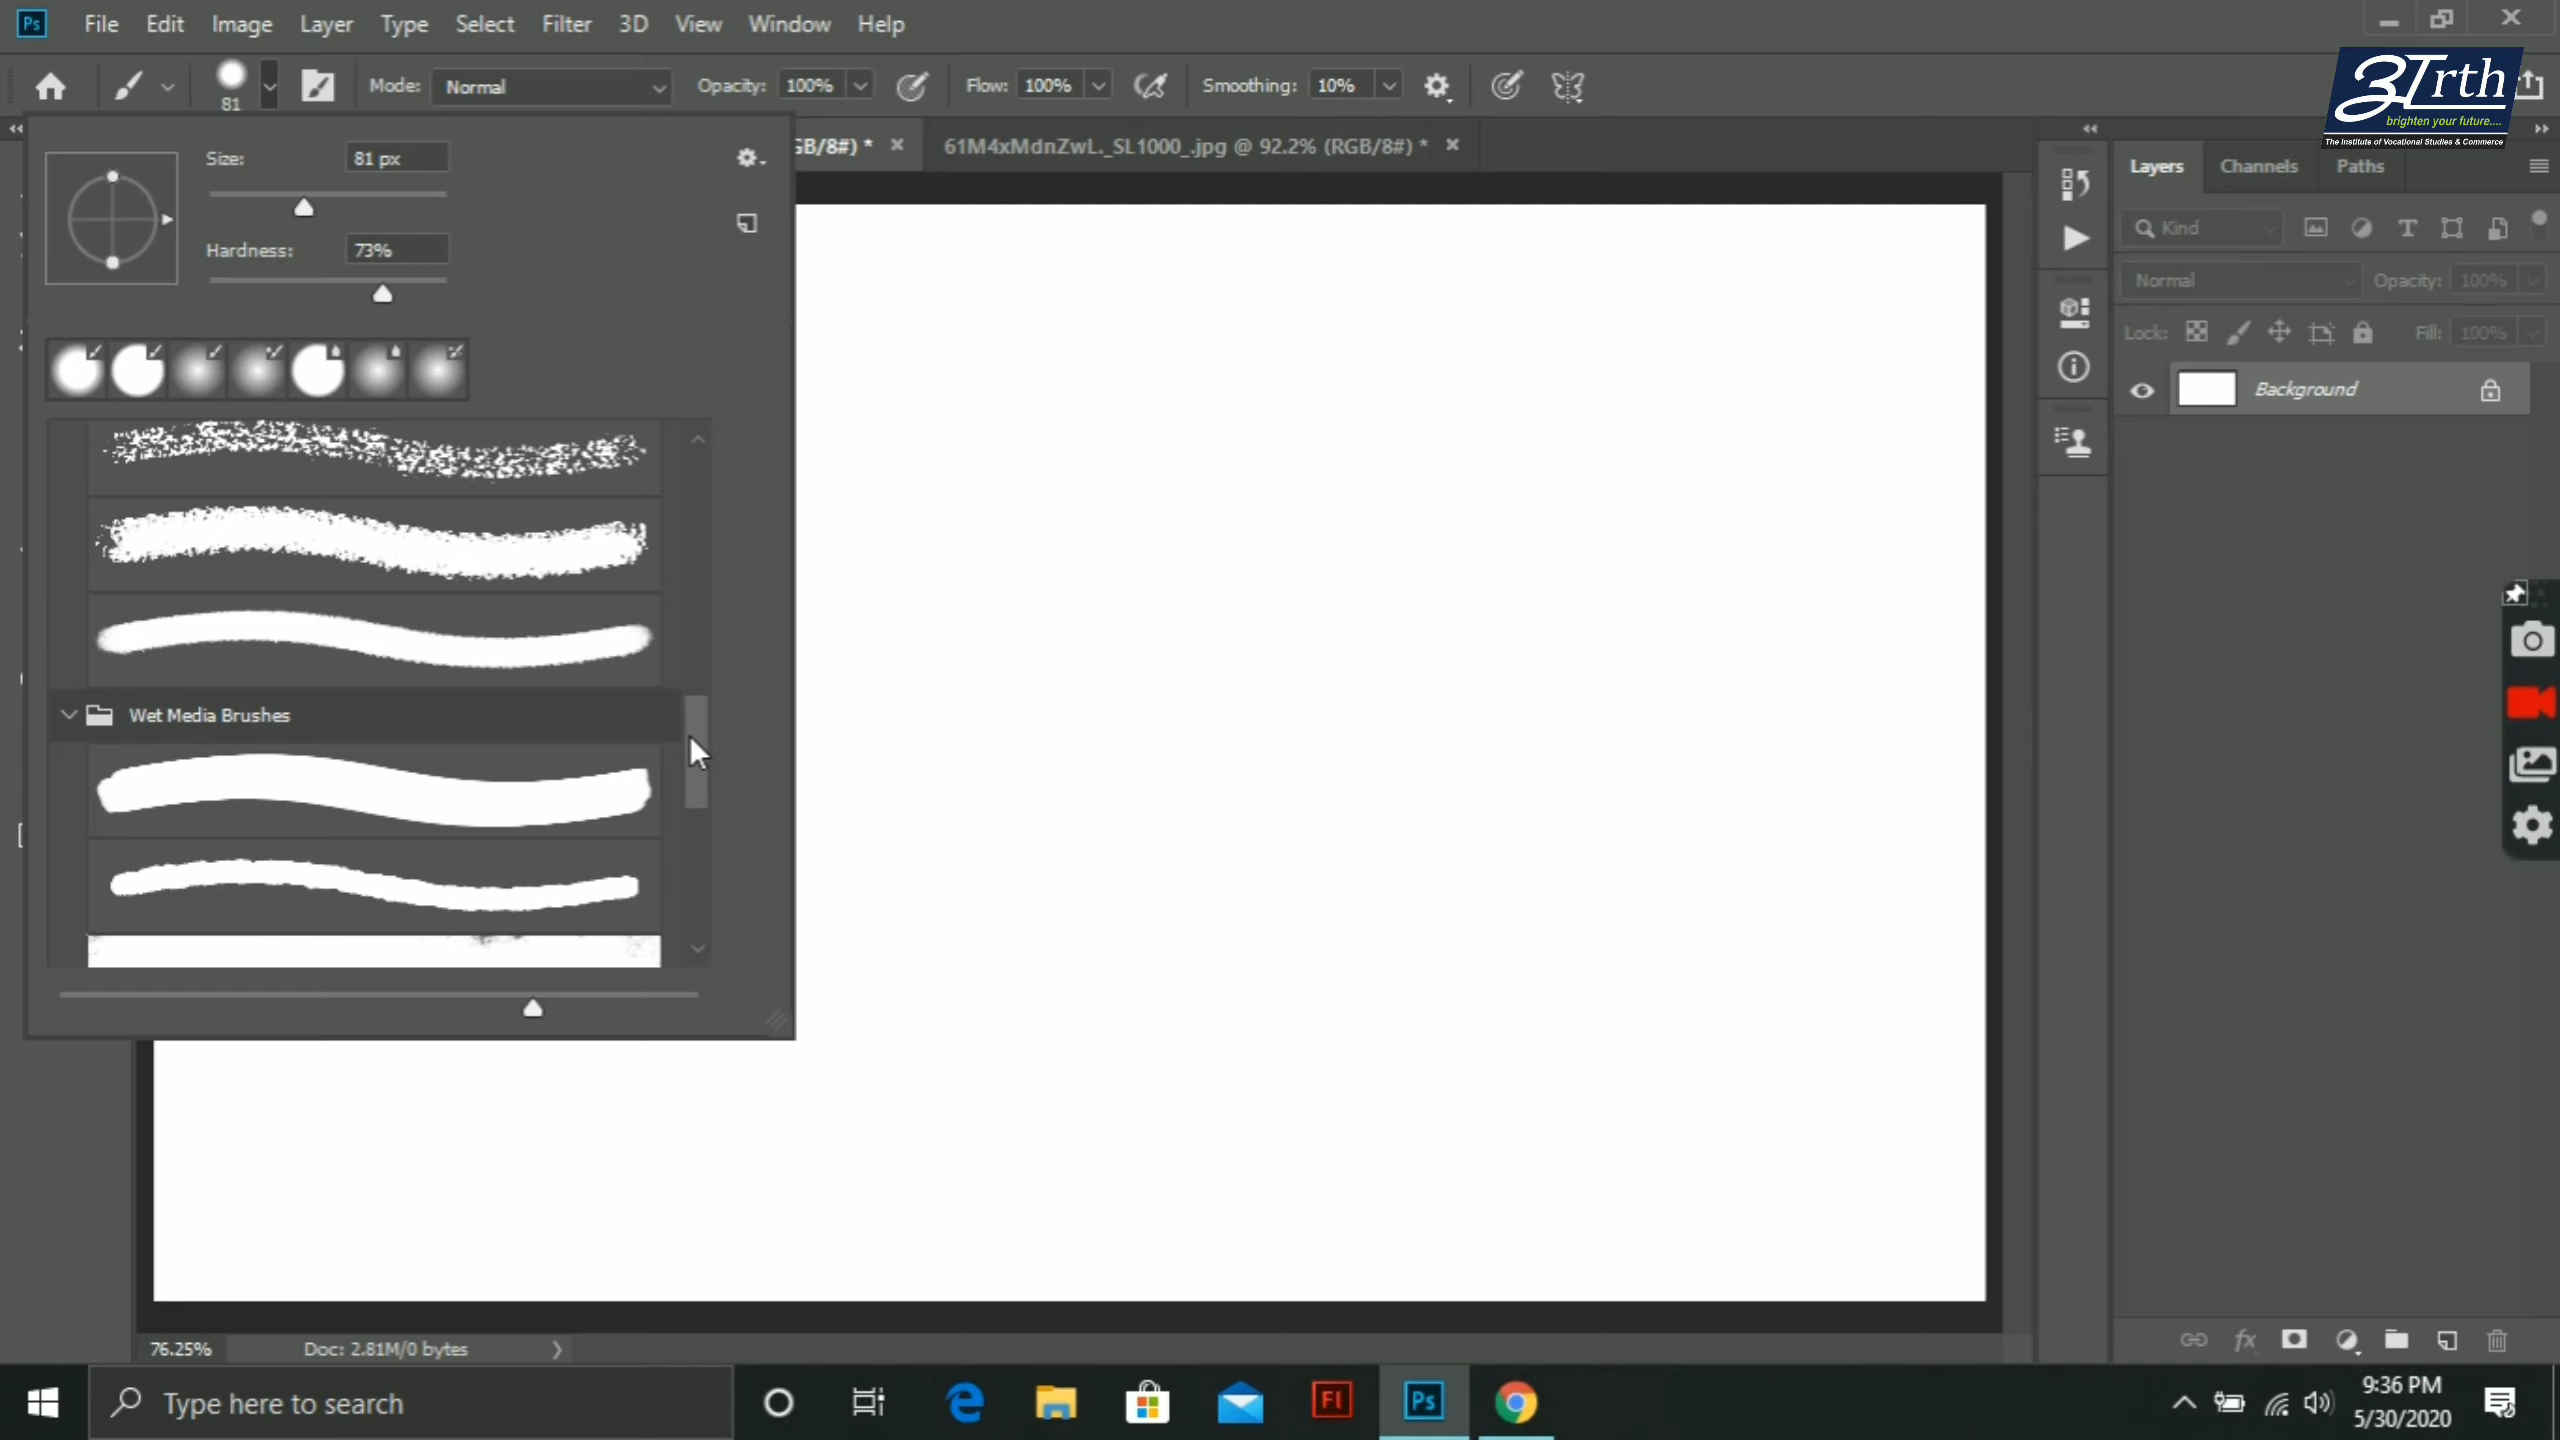 Ps File Edit Image Layer Type Select Filter 3D View Window Help
81 Mode: Normal Opacity: 100% Flow: 100% Smoothing: 10%
3Tirth
brighten your future....
The Institute of Vocational Studies & Commerce
GB/8#) * × 61M4xMdnZwL._SL1000_.jpg @ 92.2% (RGB/8#) * ×
Size: 81 px
Hardness: 73%
Wet Media Brushes
Layers Channels Paths
Kind
Normal Opacity: 100%
Lock: Fill: 100%
Background
76.25% Doc: 2.81M/0 bytes
Type here to search
Fl Ps
9:36 PM
5/30/2020